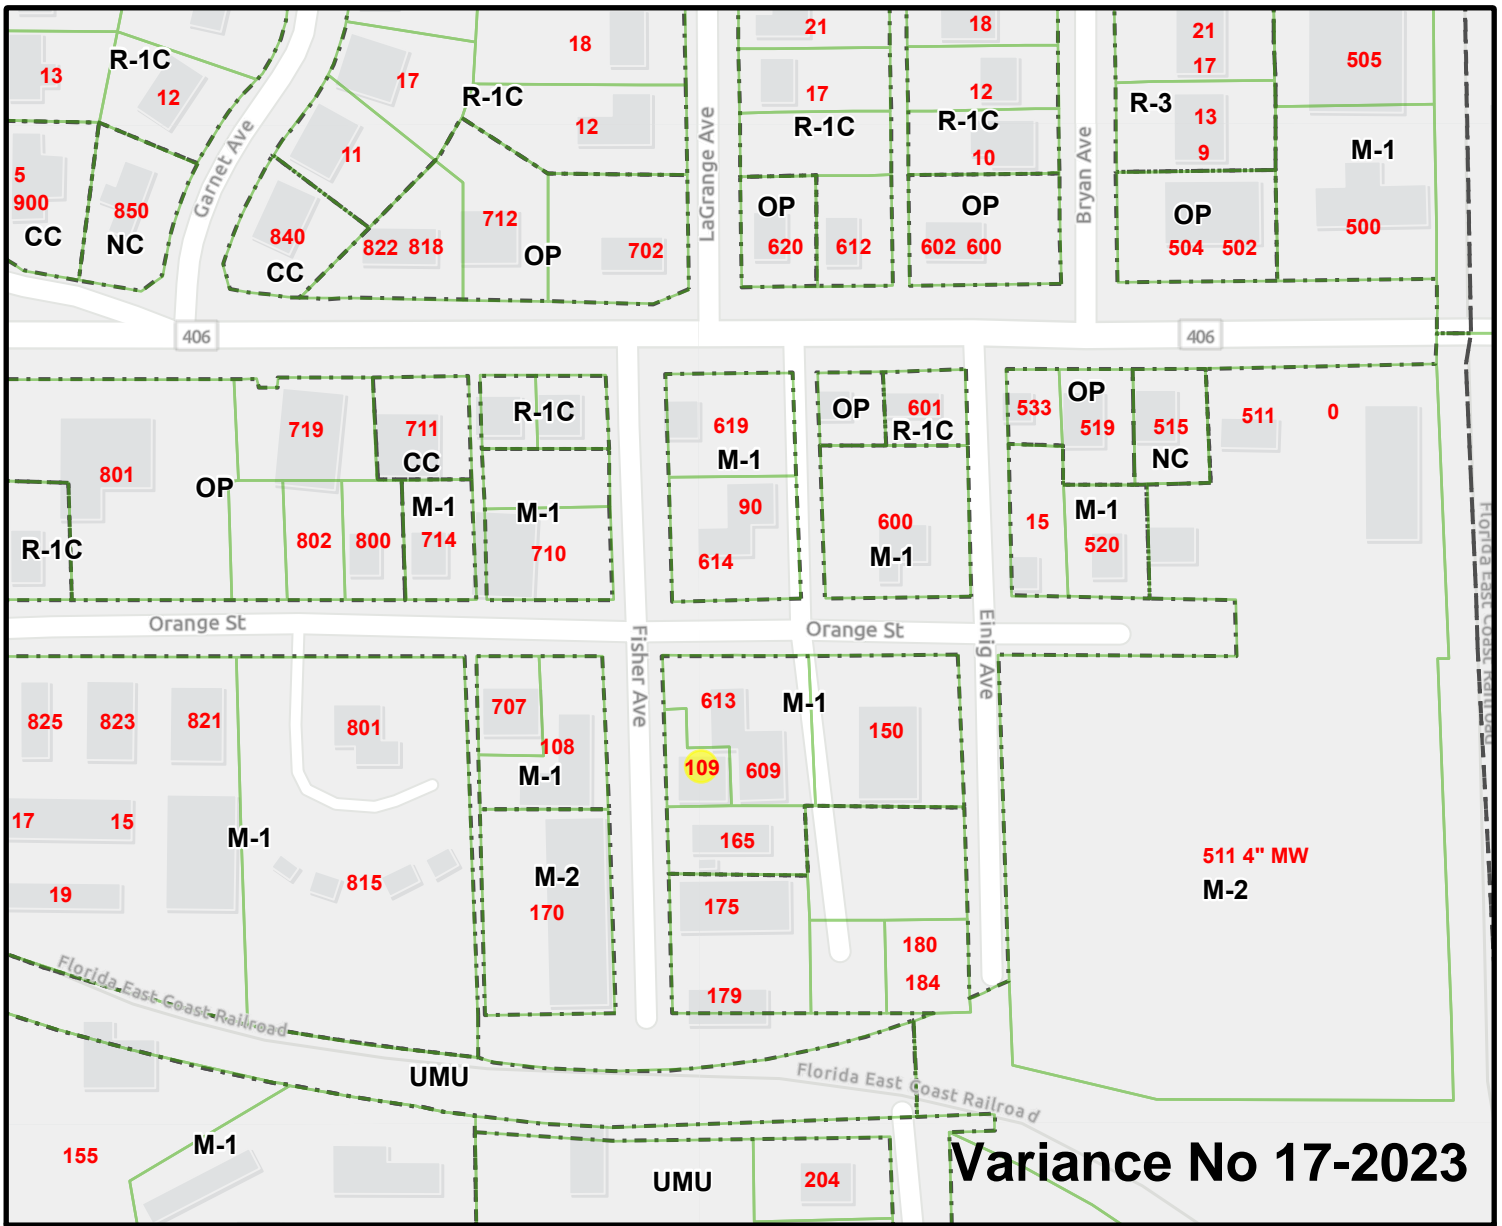 21
18
21
18
R-1C
17
505
13
17
12
R-1C
17
12
R-3
12
R-1C
R-1C
13
LaGrange Ave
Bryan Ave
Garnet Ave
11
10
9
M-1
5
900
850
712
OP
OP
OP
CC
NC
840
822
818
OP
702
620
612
602
600
504
502
500
CC
406
406
719
711
R-1C
619
OP
601
533
OP
519
515
511
0
801
CC
M-1
R-1C
NC
OP
M-1
M-1
90
600
15
M-1
R-1C
802
800
714
710
614
M-1
520
Florida East Coast Railroad
Orange St
Orange St
Fisher Ave
Einig Ave
825
823
821
801
707
108
613
M-1
150
M-1
109
609
17
15
M-1
165
19
815
M-2
170
175
511 4" MW
M-2
180
179
184
Florida East Coast Railroad
UMU
Florida East Coast Railroad
155
M-1
UMU
204
Variance No 17-2023